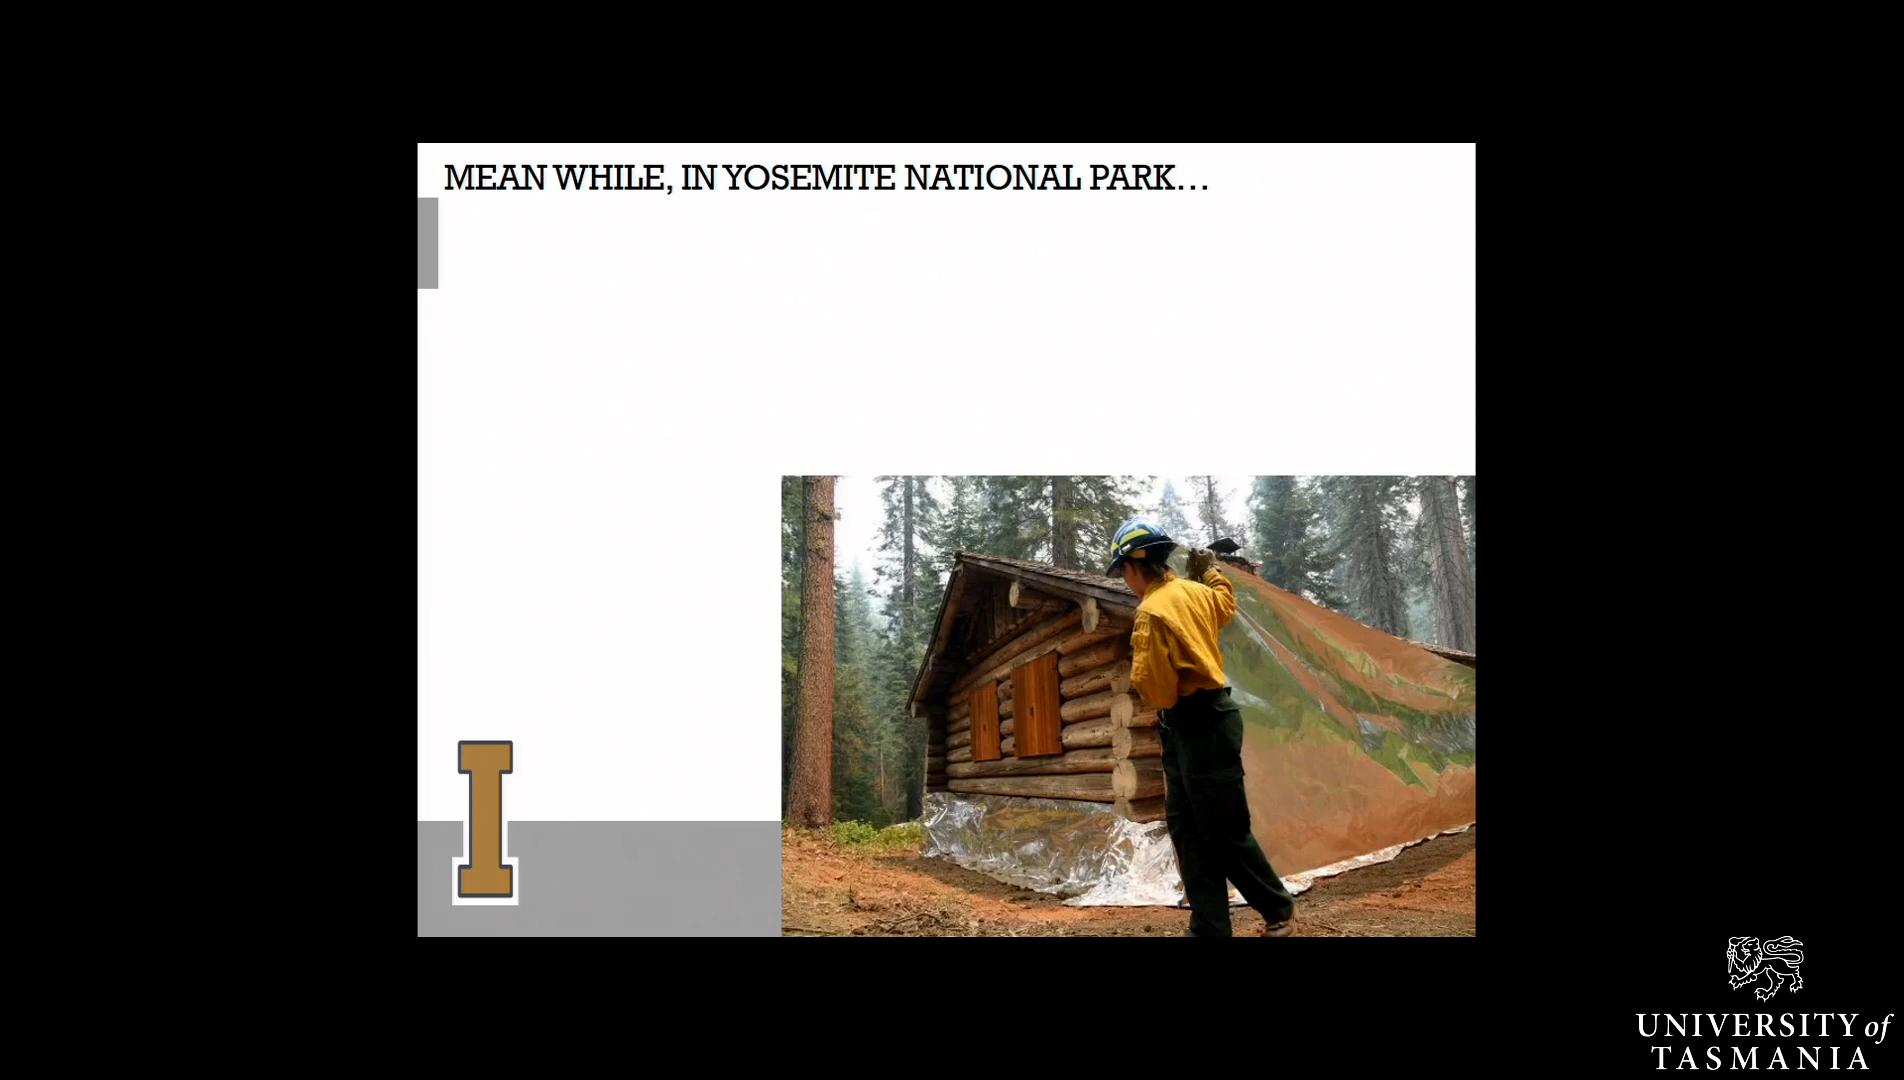 MEAN WHILE, IN YOSEMITE NATIONAL PARK...
I
UNIVERSITY of
TASMANIA